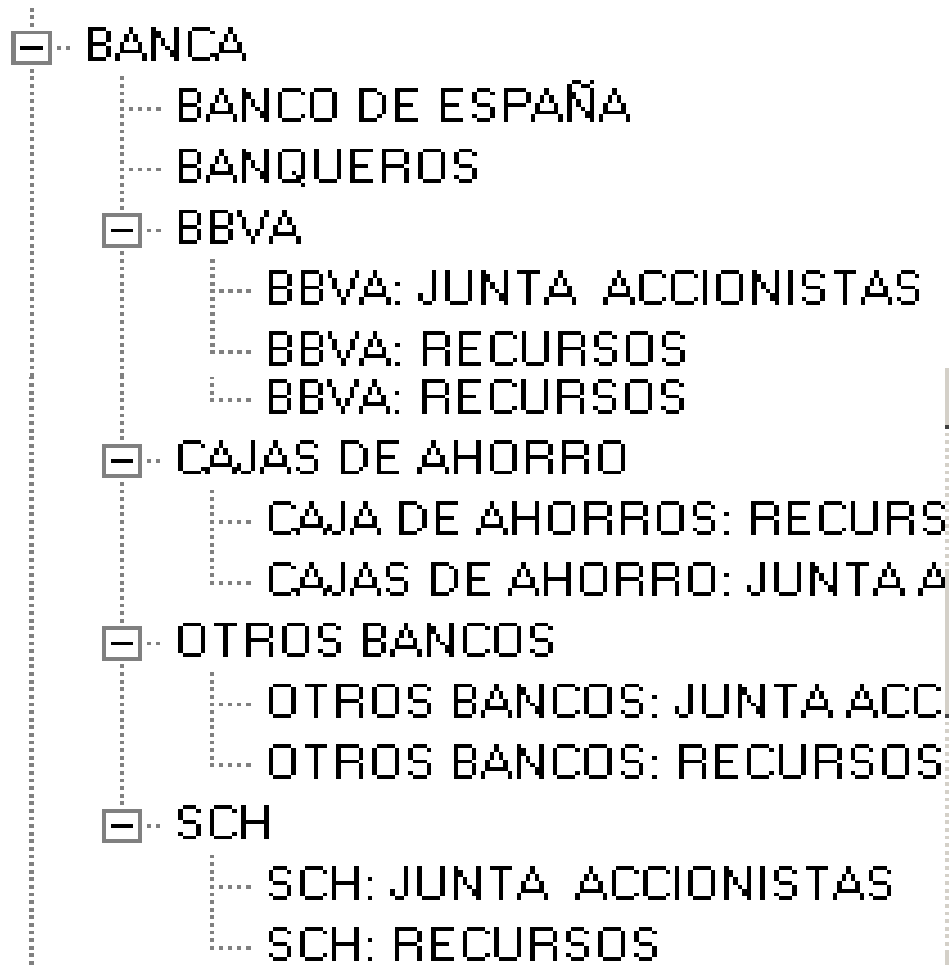 BANCA
BANCO DE ESPAÑA
BANQUEROS
BBVA
BBVA: JUNTA  ACCIONISTAS
BBVA: RECURSOS
BBVA: RECURSOS
CAJAS DE AHORRO
CAJA DE AHORROS: RECURS
CAJAS DE AHORRO: JUNTA A
OTROS BANCOS
OTROS BANCOS: JUNTA ACC.
OTROS BANCOS: RECURSOS
SCH
SCH: JUNTA  ACCIONISTAS
SCH: RECURSOS